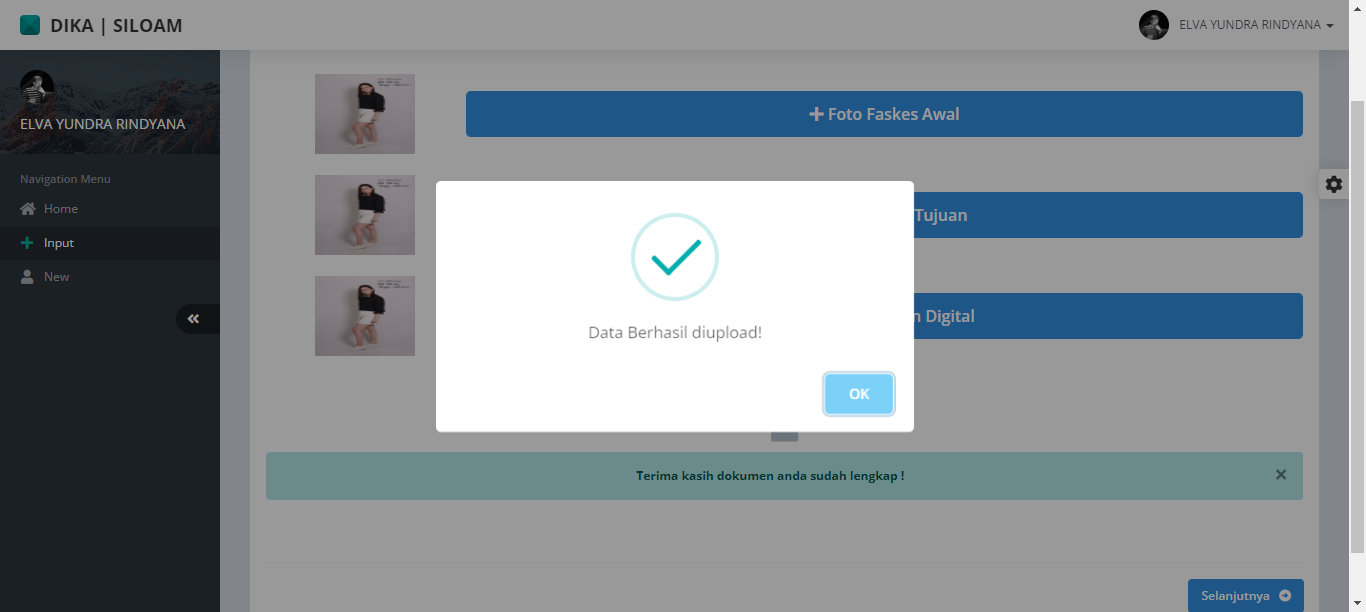 DIKA | SILOAM
ELVA YUNDRA RINDYANA
ELVA YUNDRA RINDYANA
Navigation Menu
Home
Input
New
Foto Faskes Awal
Tujuan
n Digital
Data Berhasil diupload!
OK
Terima kasih dokumen anda sudah lengkap !
Selanjutnya